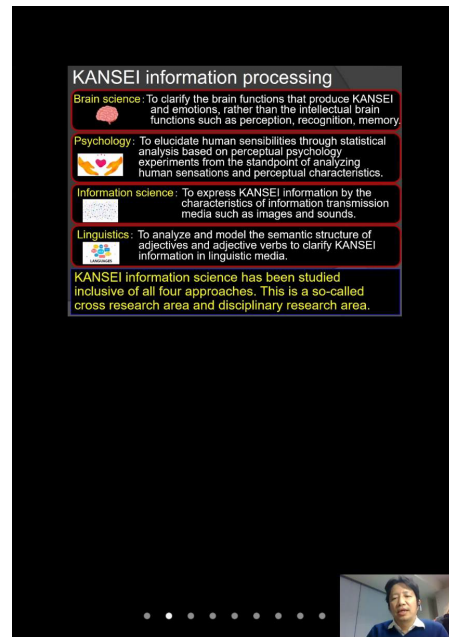 KANSEI information processing
Brain science：To clarify the brain functions that produce KANSEI
and emotions, rather than the intellectual brain
functions such as perception, recognition, memory.
Psychology：To elucidate human sensibilities through statistical
analysis based on perceptual psychology
experiments from the standpoint of analyzing
human sensations and perceptual characteristics.
Information science：To express KANSEI information by the
characteristics of information transmission
media such as images and sounds.
Linguistics：To analyze and model the semantic structure of
adjectives and adjective verbs to clarify KANSEI
information in linguistic media.
LANGUAGES
KANSEI information science has been studied
inclusive of all four approaches. This is a so-called
cross research area and disciplinary research area.